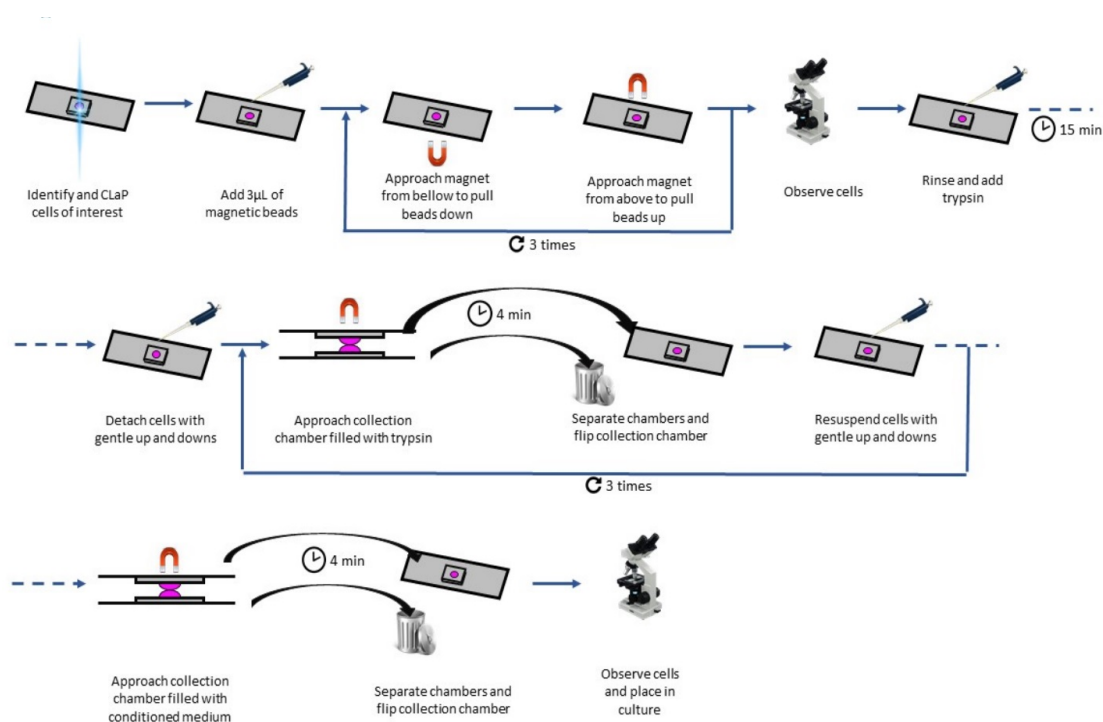 Identify and CLaP
cells of interest
Add 3µL of
magnetic beads
Approach magnet
from bellow to pull
beads down
Approach magnet
from above to pull
beads up
3 times
Observe cells
Rinse and add
trypsin
15 min
Detach cells with
gentle up and downs
Approach collection
chamber filled with trypsin
4 min
Separate chambers and
flip collection chamber
Resuspend cells with
gentle up and downs
3 times
Approach collection
chamber filled with
conditioned medium
4 min
Separate chambers and
flip collection chamber
Observe cells
and place in
culture